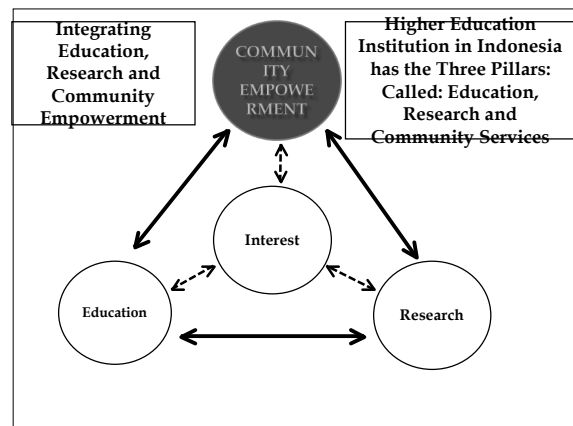 Integrating
Education,
Research and
Community
Empowerment
COMMUN
ITY
EMPOWE
RMENT
Higher Education
Institution in Indonesia
has the Three Pillars:
Called: Education,
Research and
Community Services
Interest
Education
Research